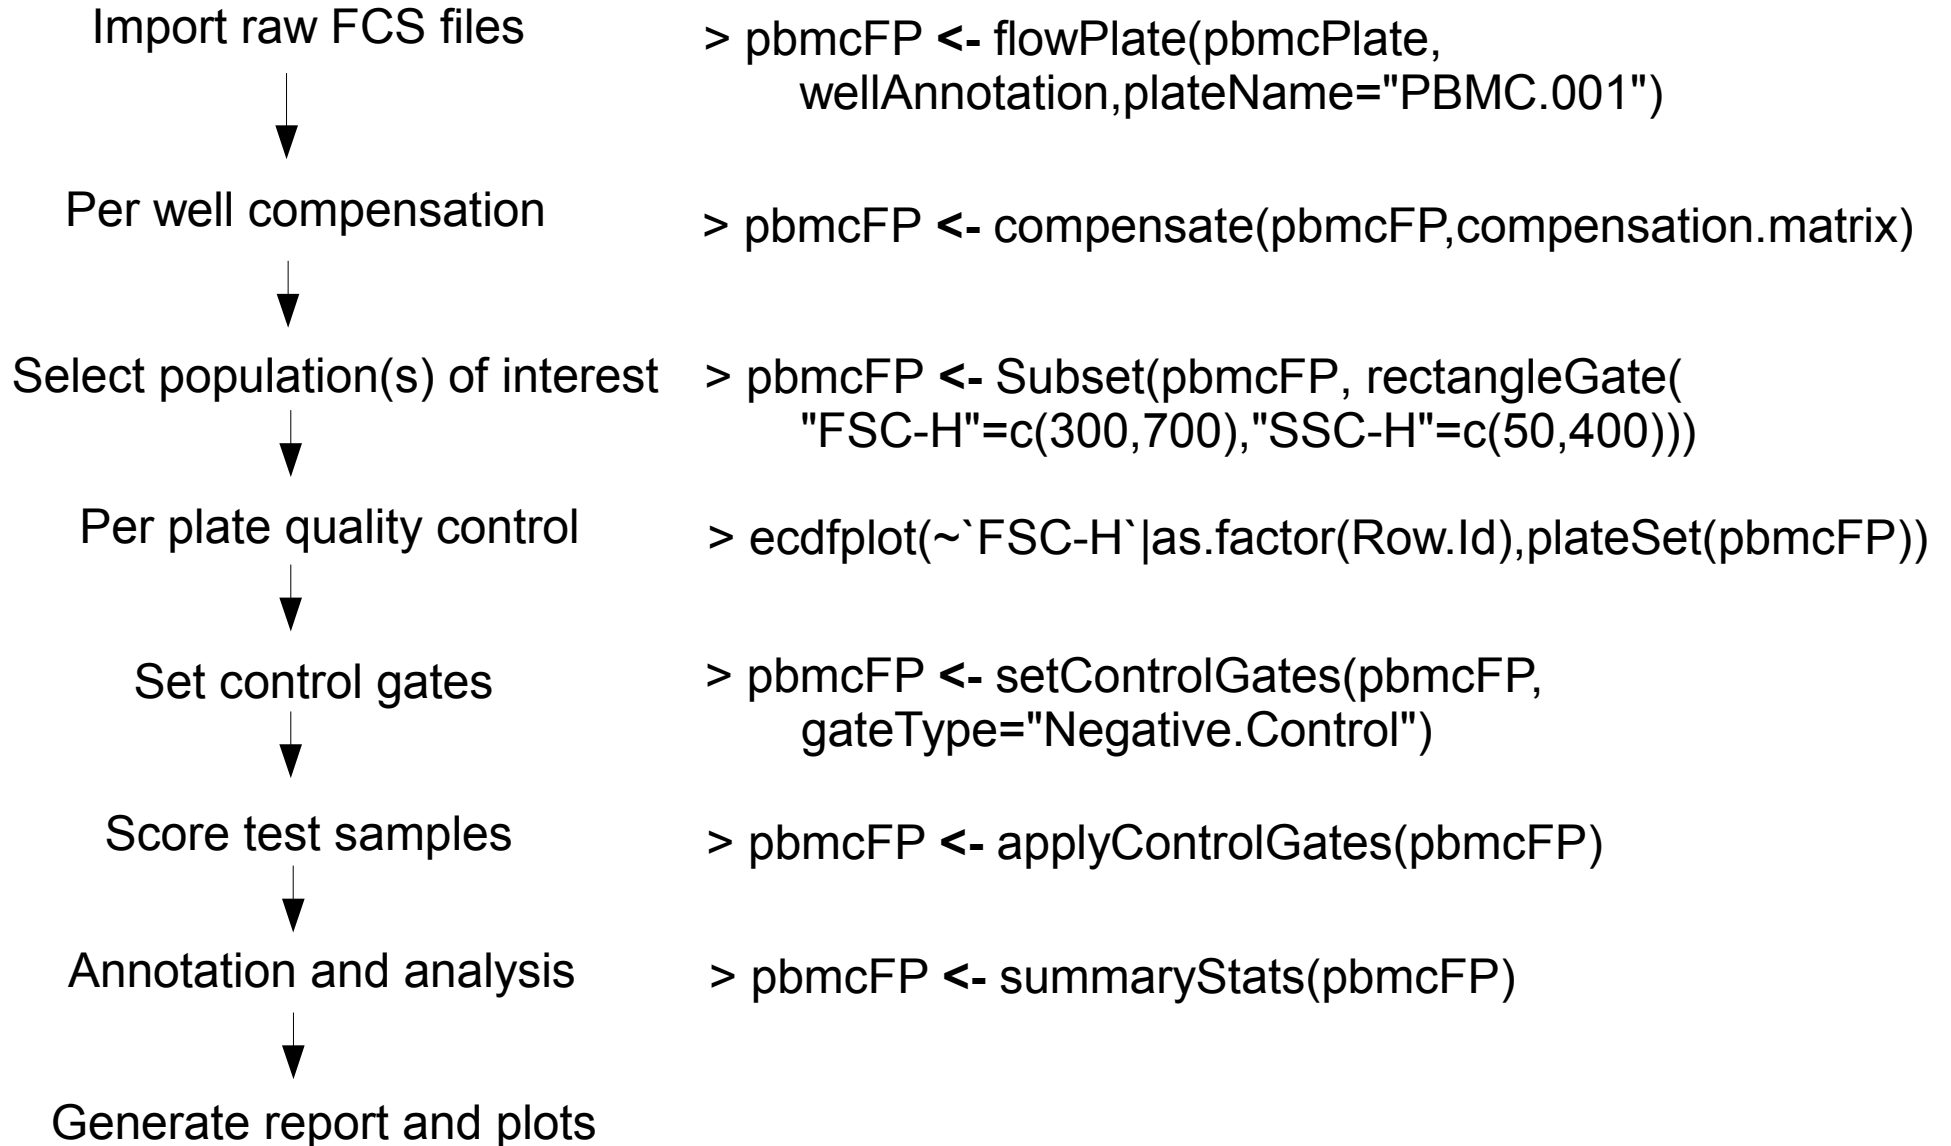 Import raw FCS files
> pbmcFP <- flowPlate(pbmcPlate,
wellAnnotation,plateName="PBMC.001")
Per well compensation
> pbmcFP <- compensate(pbmcFP,compensation.matrix)
Select population(s) of interest
> pbmcFP <- Subset(pbmcFP, rectangleGate(
"FSC-H"=c(300,700),"SSC-H"=c(50,400)))
Per plate quality control
> ecdfplot(~`FSC-H`|as.factor(Row.Id),plateSet(pbmcFP))
Set control gates
> pbmcFP <- setControlGates(pbmcFP,
gateType="Negative.Control")
Score test samples
> pbmcFP <- applyControlGates(pbmcFP)
Annotation and analysis
> pbmcFP <- summaryStats(pbmcFP)
Generate report and plots